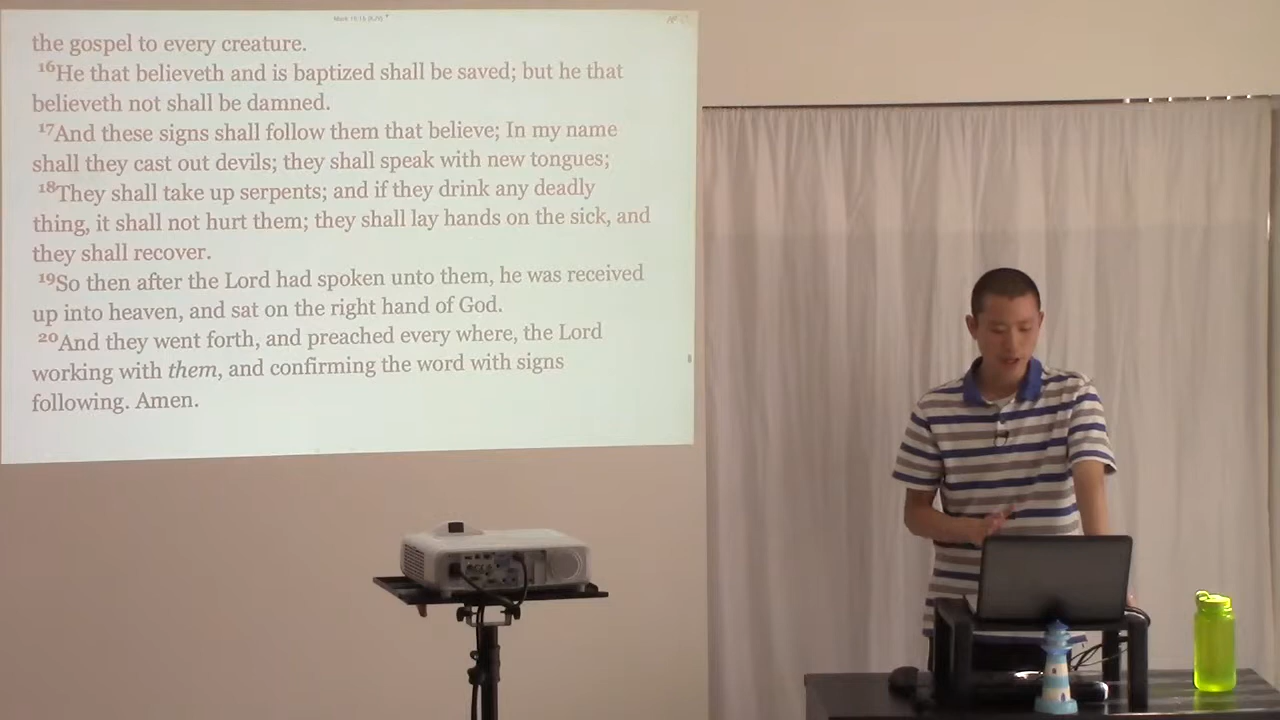 Mark 16:15 (KJV)
the gospel to every creature.
16He that believeth and is baptized shall be saved; but he that
believeth not shall be damned.
17And these signs shall follow them that believe; In my name
shall they cast out devils; they shall speak with new tongues;
18They shall take up serpents; and if they drink any deadly
thing, it shall not hurt them; they shall lay hands on the sick, and
they shall recover.
19So then after the Lord had spoken unto them, he was received
up into heaven, and sat on the right hand of God.
20And they went forth, and preached every where, the Lord
working with them, and confirming the word with signs
following. Amen.